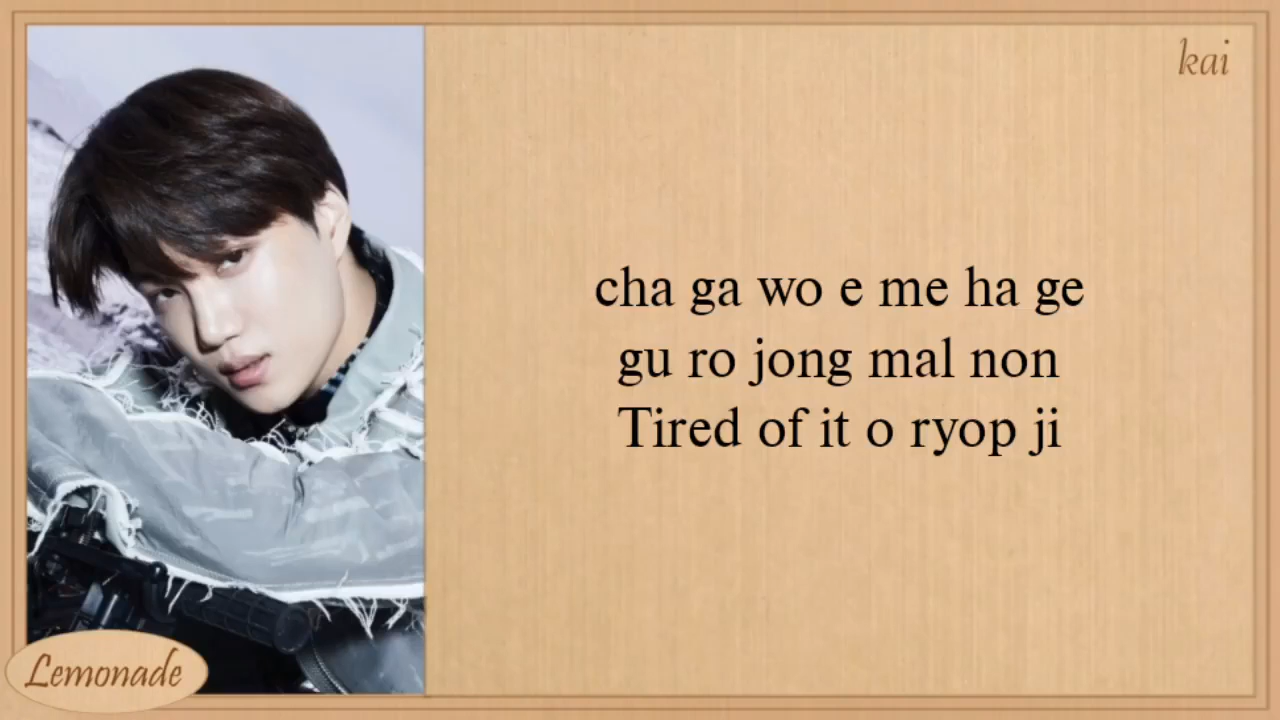 kai
cha ga wo e me ha ge
gu ro jong mal non
Tired of it o ryop ji
Lemonade